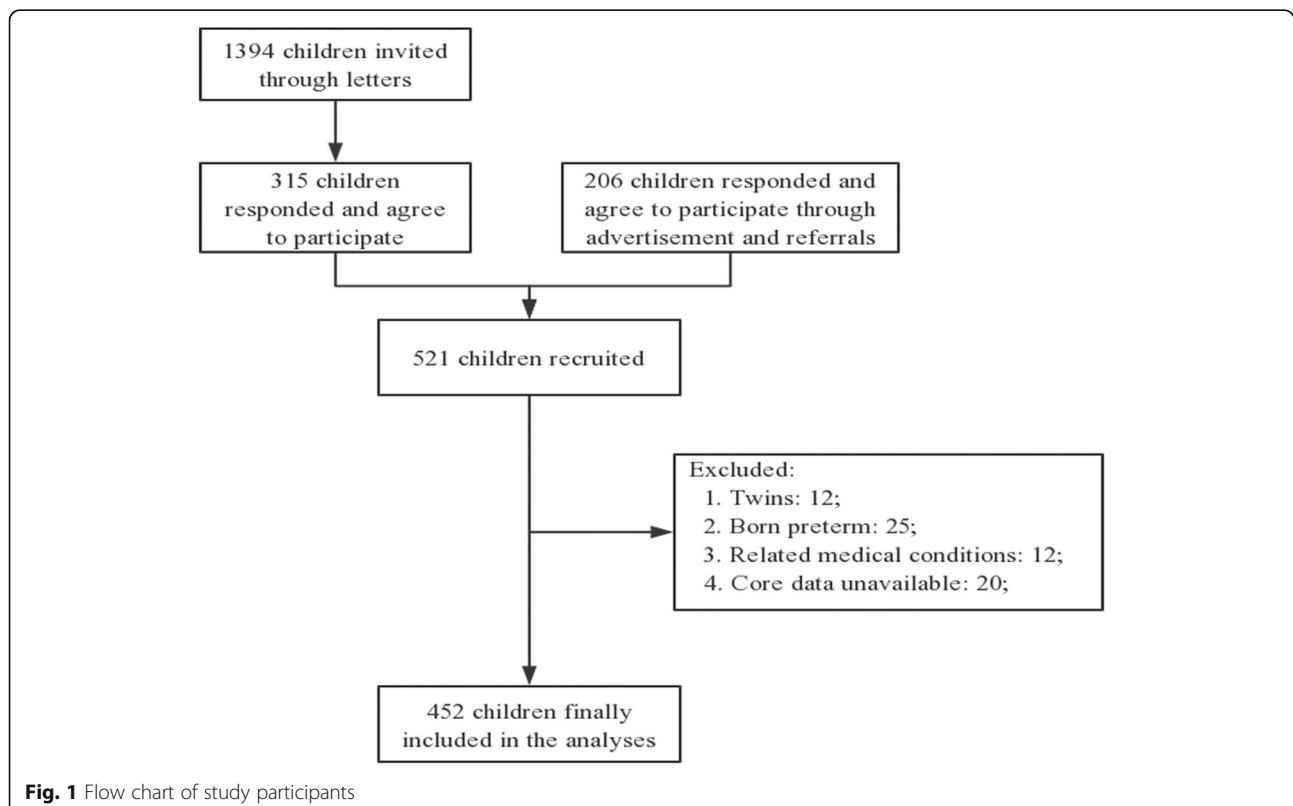 1394 children invited
through letters
315 children
responded and agree
to participate
206 children responded and
agree to participate through
advertisement and referrals
521 children recruited
Excluded:
1. Twins: 12;
2. Born preterm: 25;
3. Related medical conditions: 12;
4. Core data unavailable: 20;
452 children finally
included in the analyses
Fig. 1 Flow chart of study participants